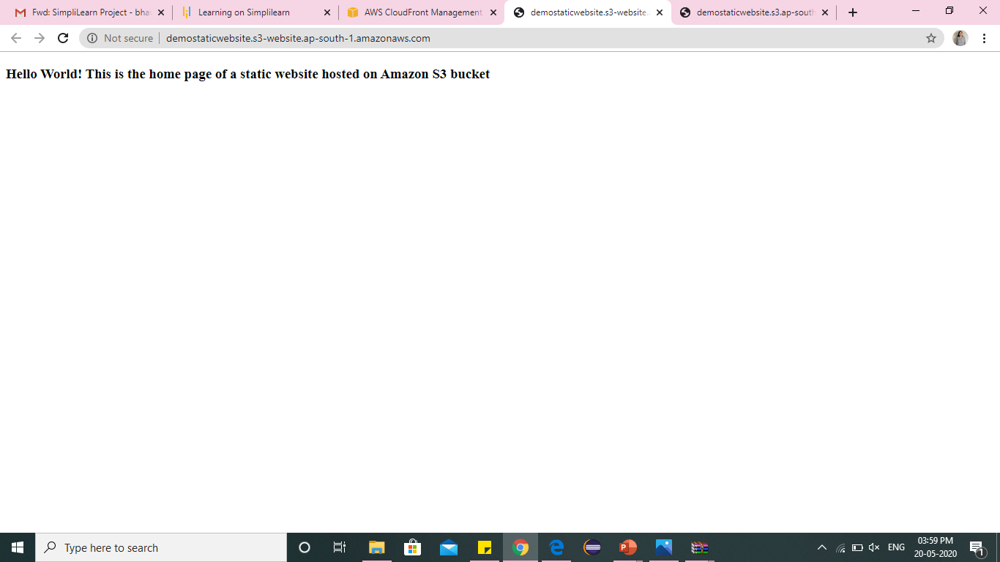 Fwd: SimpliLearn Project - bha
Learning on Simplilearn
AWS CloudFront Management
demostaticwebsite.s3-website.
demostaticwebsite.s3.ap-south
Not secure
demostaticwebsite.s3-website.ap-south-1.amazonaws.com
Hello World! This is the home page of a static website hosted on Amazon S3 bucket
Type here to search
ENG
03:59 PM
20-05-2020
1